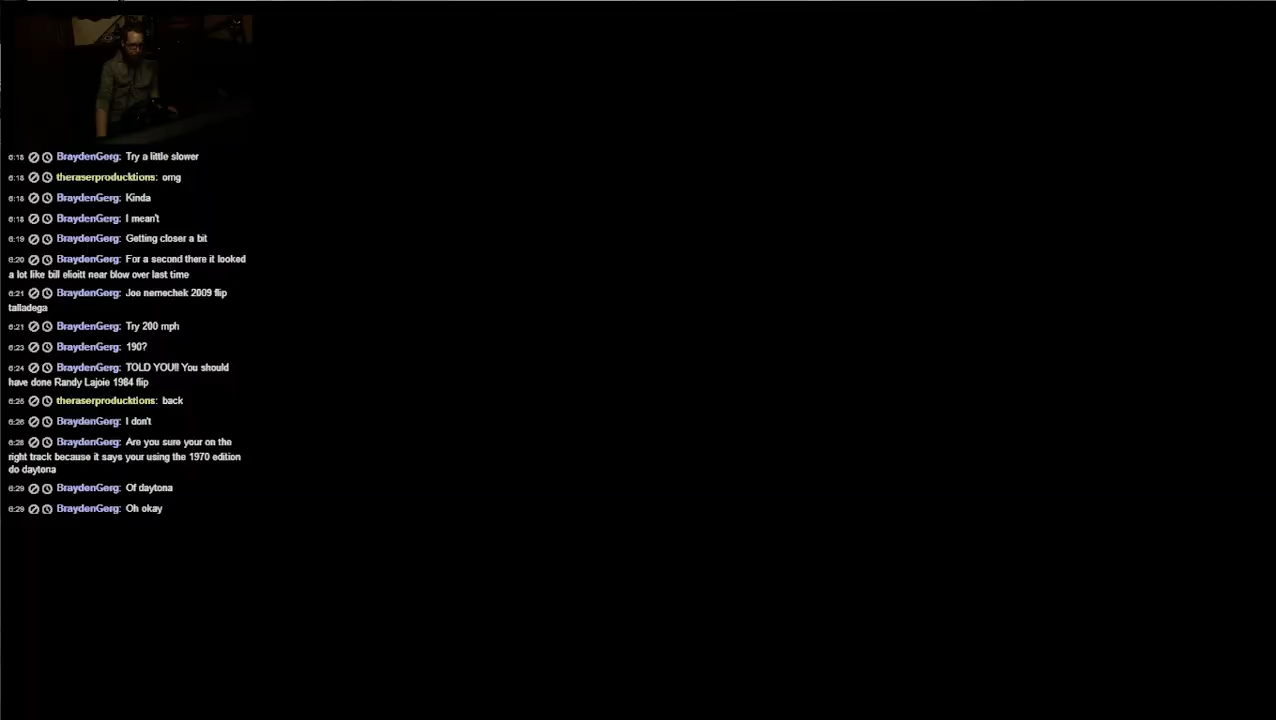 6:18 BraydenGerg: Try a little slower
6:18 theraserproducktions: omg
6:18 BraydenGerg: Kinda
6:18 BraydenGerg: I mean't
6:19 BraydenGerg: Getting closer a bit
6:20 BraydenGerg: For a second there it looked
a lot like bill elioitt near blow over last time
6:21 BraydenGerg: Joe nemechek 2009 flip
talladega
6:21 BraydenGerg: Try 200 mph
6:23 BraydenGerg: 190?
6:24 BraydenGerg: TOLD YOU!! You should
have done Randy Lajoie 1984 flip
6:25 theraserproducktions: back
6:26 BraydenGerg: I don't
6:28 BraydenGerg: Are you sure your on the
right track because it says your using the 1970 edition
do daytona
6:29 BraydenGerg: Of daytona
6:29 BraydenGerg: Oh okay